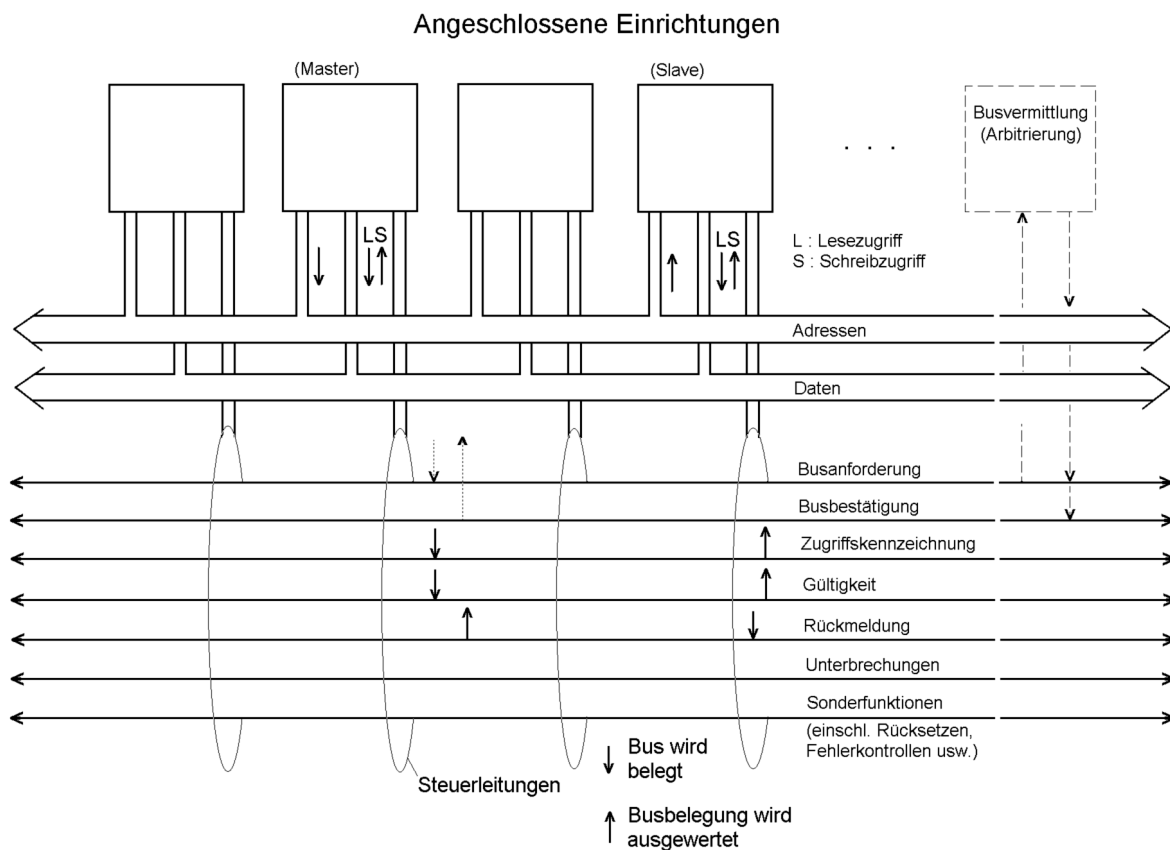 Angeschlossene Einrichtungen
(Master)
(Slave)
Busvermittlung
(Arbitrierung)
. . .
LS
LS
L : Lesezugriff
S : Schreibzugriff
Adressen
Daten
Busanforderung
Busbestätigung
Zugriffskennzeichnung
Gültigkeit
Rückmeldung
Unterbrechungen
Sonderfunktionen
(einschl. Rücksetzen,
Fehlerkontrollen usw.)
Steuerleitungen
Bus wird
belegt
Busbelegung wird
ausgewertet